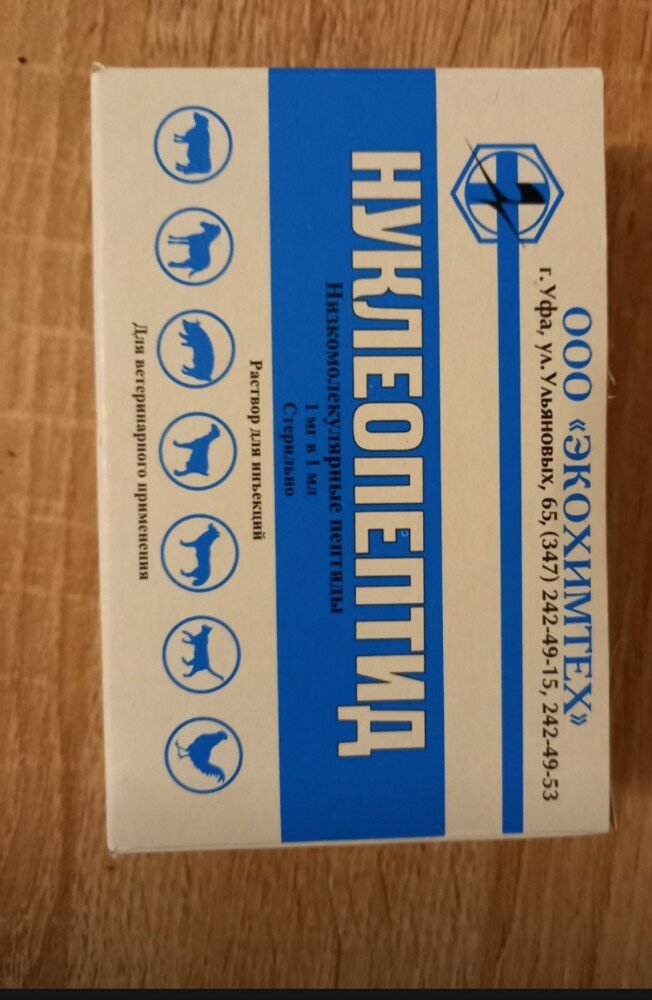 ООО «ЭКОХИМТЕХ»
г. Уфа, ул. Ульяновых, 65, (347) 242-49-15, 242-49-53
НУКЛЕОПЕПТИД
Низкомолекулярные пептиды
1 мг в 1 мл
Стерильно
Раствор для инъекций
Для ветеринарного применения